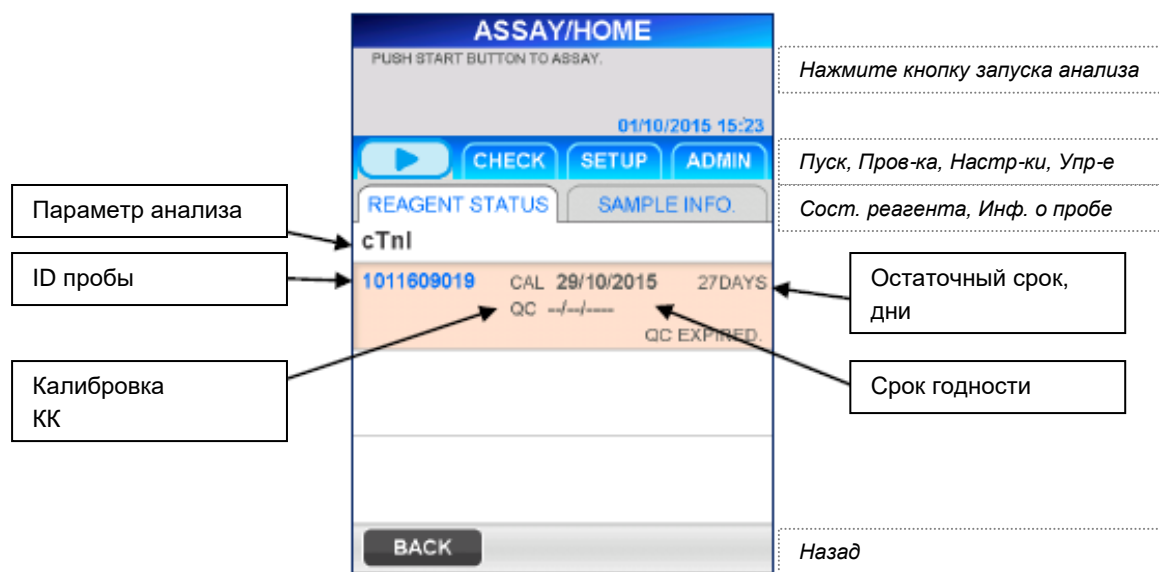 ASSAY/HOME
PUSH START BUTTON TO ASSAY.
Нажмите кнопку запуска анализа
01/10/2015 15:23
CHECK SETUP ADMIN
Пуск, Пров-ка, Настр-ки, Упр-е
REAGENT STATUS SAMPLE INFO.
Сост. реагента, Инф. о пробе
Параметр анализа
cTnI
ID пробы
1011609019 CAL 29/10/2015 27DAYS
QC --/--/----
QC EXPIRED.
Остаточный срок,
дни
Калибровка
КК
Срок годности
BACK
Назад